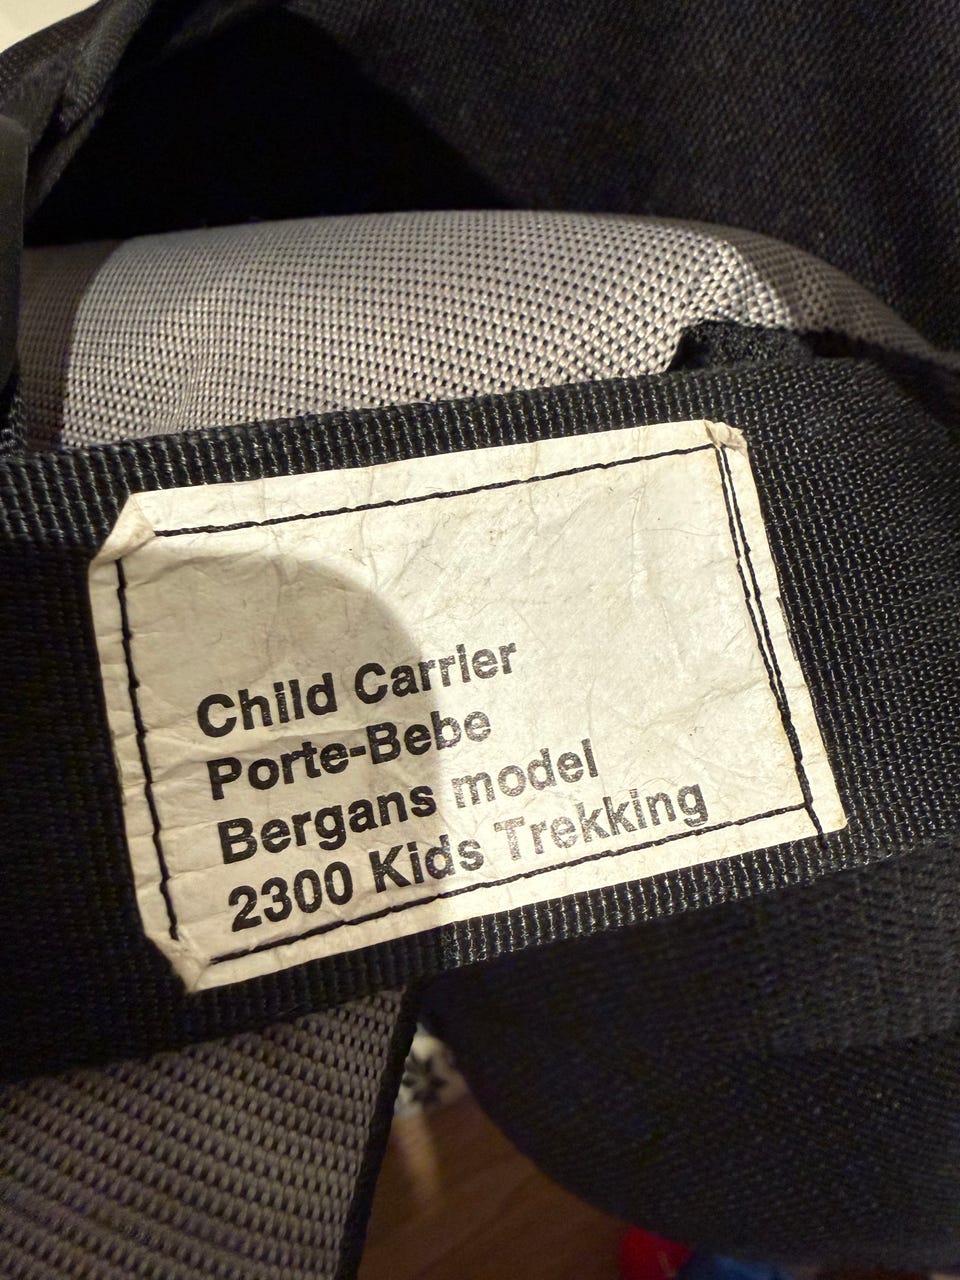 Child Carrier
Porte-Bebe
Bergans model
2300 Kids Trekking